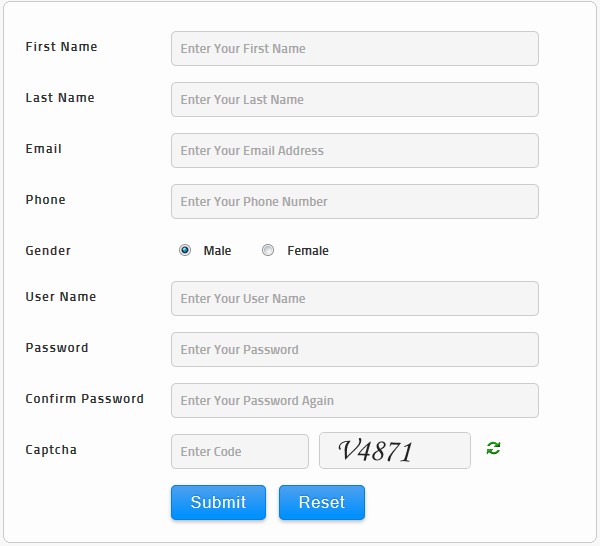 First Name Enter Your First Name
Last Name Enter Your Last Name
Email Enter Your Email Address
Phone Enter Your Phone Number
Gender Male Female
User Name Enter Your User Name
Password Enter Your Password
Confirm Password Enter Your Password Again
Captcha Enter Code V4871
Submit Reset